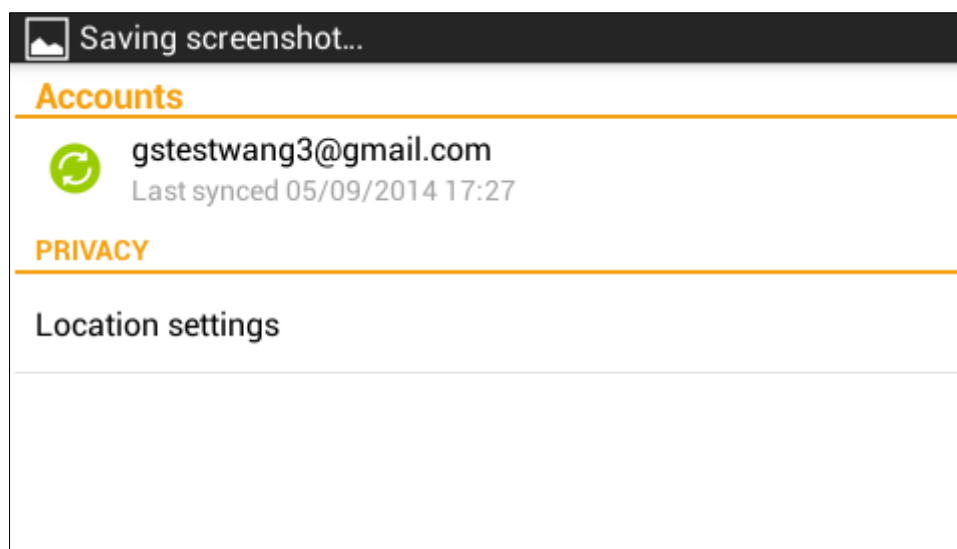 Saving screenshot...
Accounts
gstestwang3@gmail.com
Last synced 05/09/2014 17:27
PRIVACY
Location settings